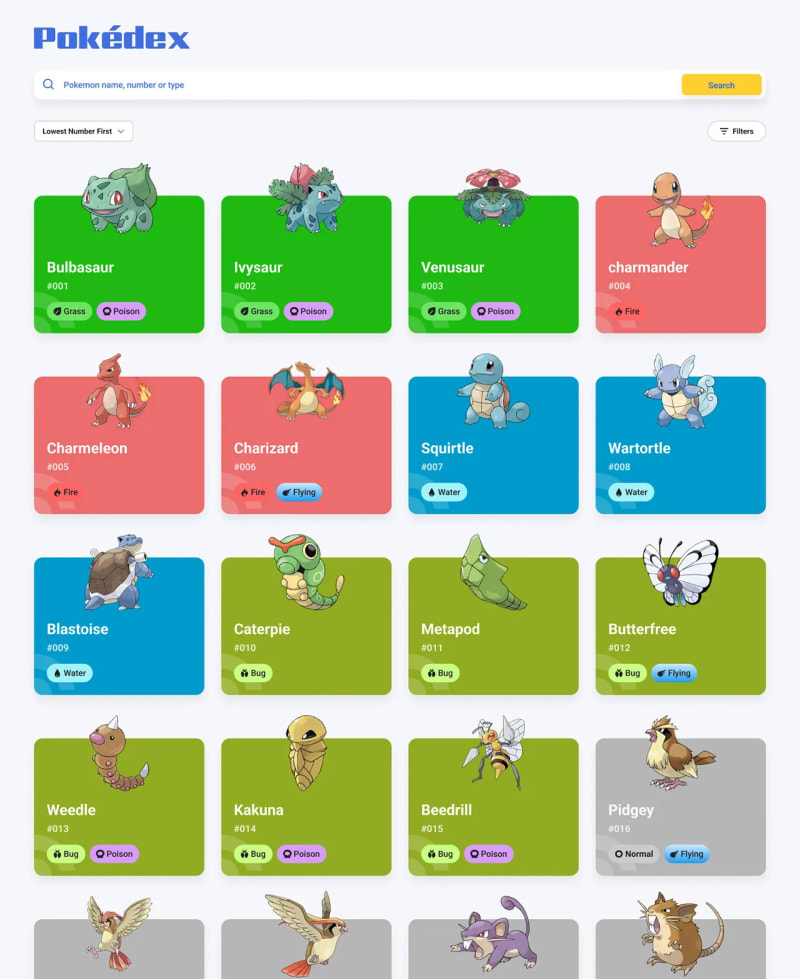 Pokédex
Pokemon name, number or type
Search
Lowest Number First
Filters
Bulbasaur
#001
Grass Poison
Ivysaur
#002
Grass Poison
Venusaur
#003
Grass Poison
charmander
#004
Fire
Charmeleon
#005
Fire
Charizard
#006
Fire Flying
Squirtle
#007
Water
Wartortle
#008
Water
Blastoise
#009
Water
Caterpie
#010
Bug
Metapod
#011
Bug
Butterfree
#012
Bug Flying
Weedle
#013
Bug Poison
Kakuna
#014
Bug Poison
Beedrill
#015
Bug Poison
Pidgey
#016
Normal Flying